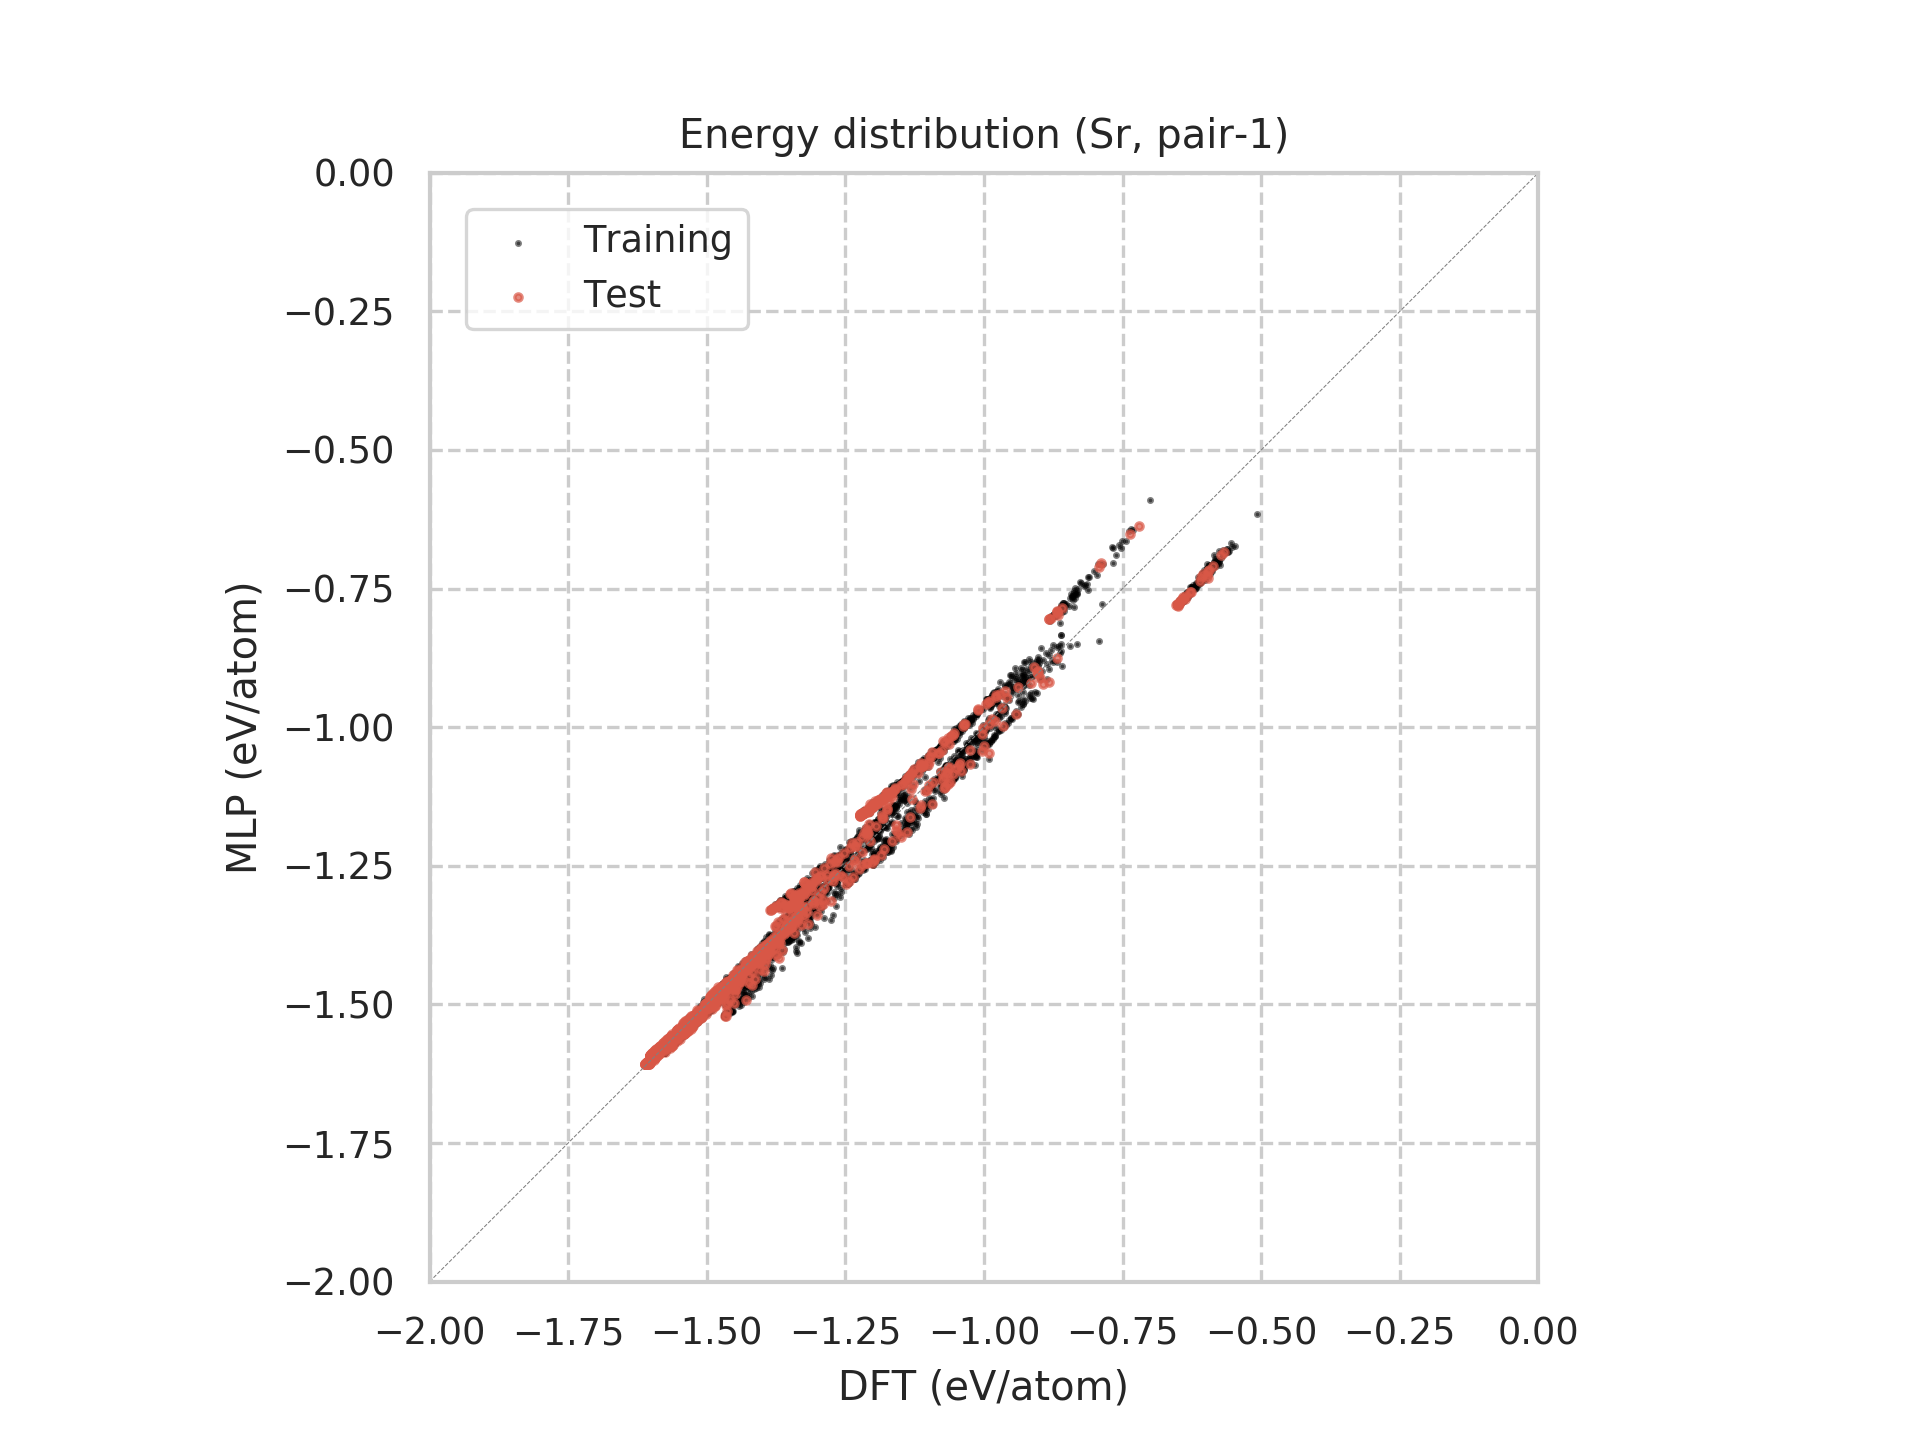 Energy distribution (Sr, pair-1)
0.00
−0.25
−0.50
−0.75
−1.00
−1.25
−1.50
−1.75
−2.00
MLP (eV/atom)
Training
Test
−2.00 −1.75 −1.50 −1.25 −1.00 −0.75 −0.50 −0.25 0.00
DFT (eV/atom)